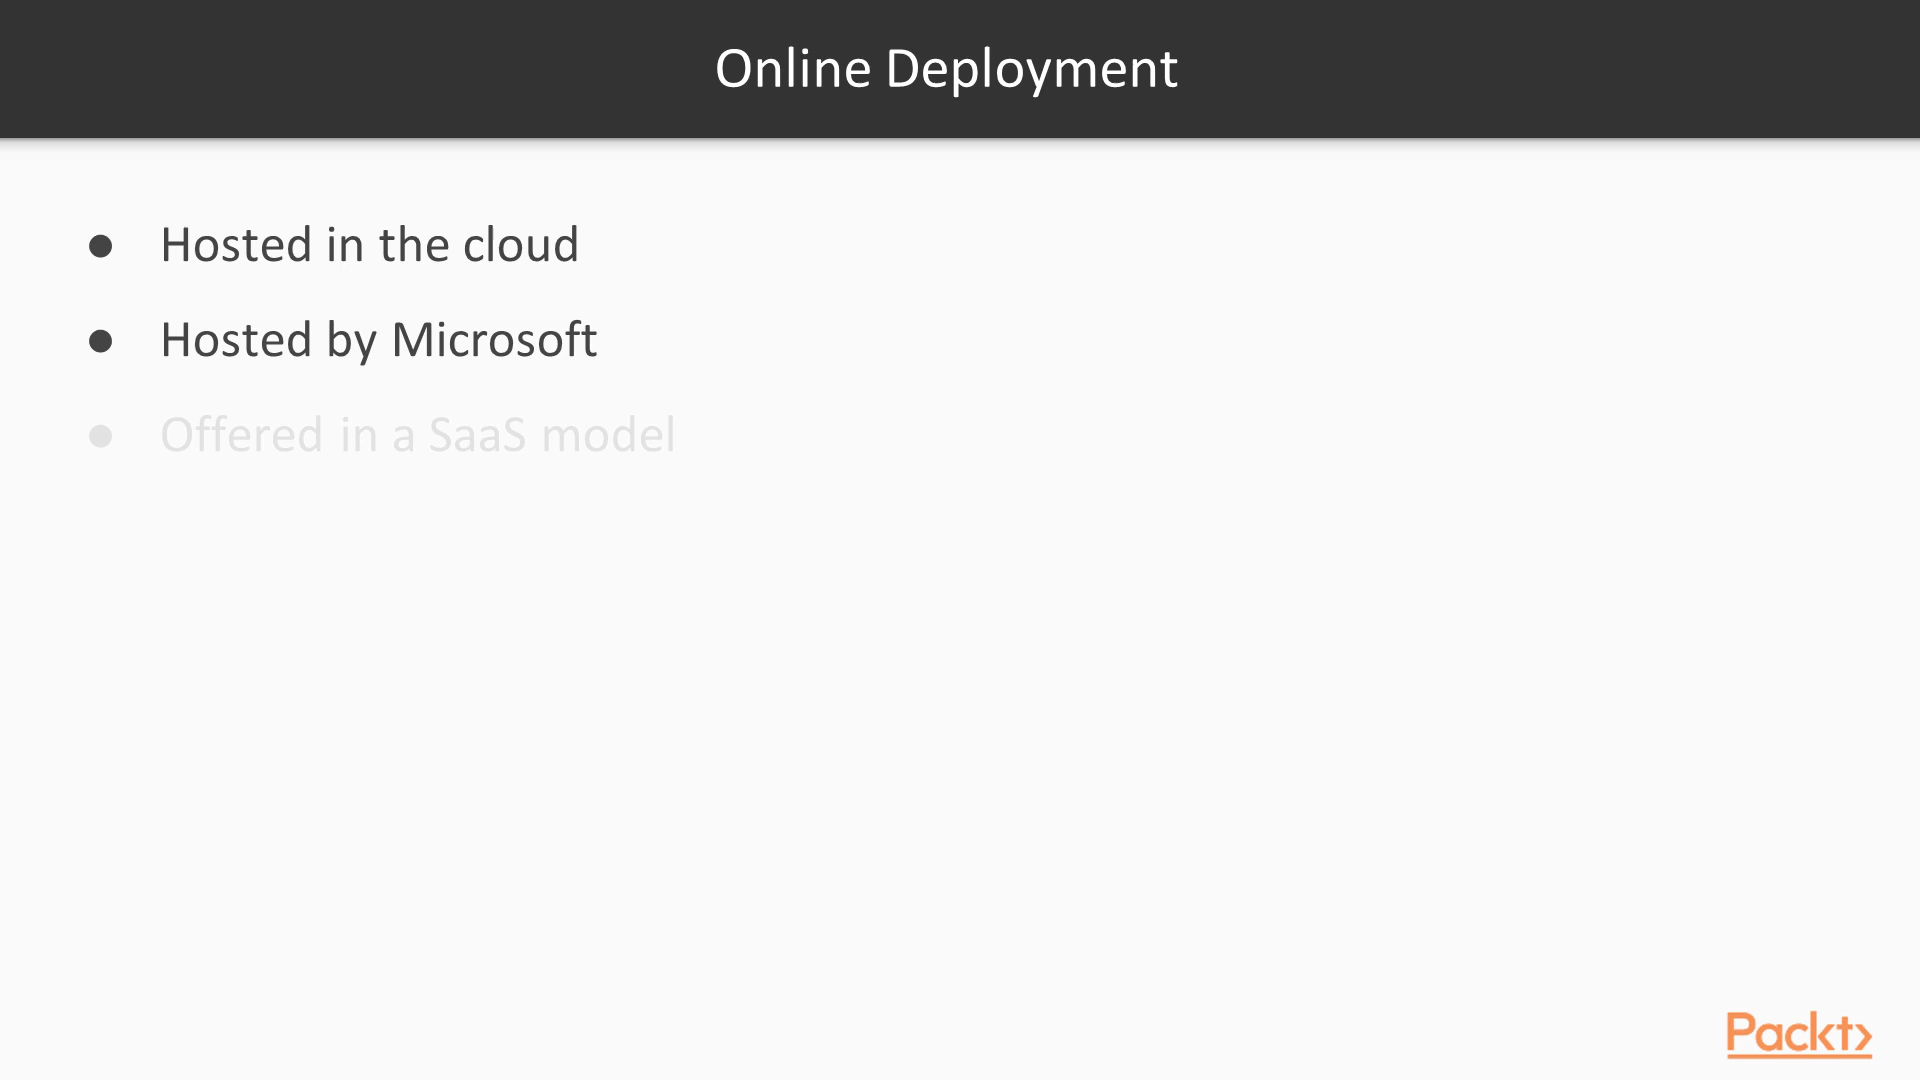 Online Deployment
● Hosted in the cloud
● Hosted by Microsoft
● Offered in a SaaS model
Packt>